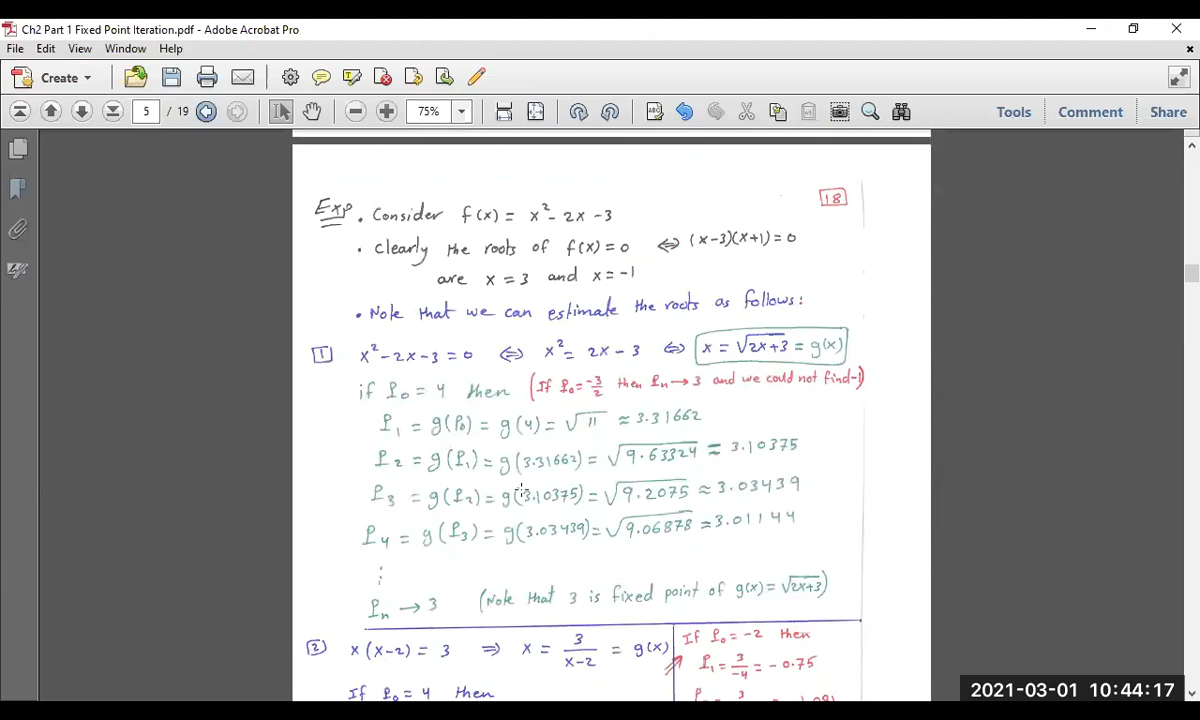 Ch2 Part 1 Fixed Point Iteration.pdf - Adobe Acrobat Pro
File Edit View Window Help
Create
5 / 19 75% Tools Comment Share
18
Exp . Consider f(x) = x² - 2x - 3
. Clearly the roots of f(x) = 0 ⇔ (x-3)(x+1) = 0
are x = 3 and x = -1
. Note that we can estimate the roots as follows:
1 x² - 2x - 3 = 0 ⇔ x² = 2x - 3 ⇔ x = √(2x+3) = g(x)
if P₀ = 4 then (If P₀ = -3/2 then Pₙ → 3 and we could not find -1)
P₁ = g(P₀) = g(4) = √11 ≈ 3.31662
P₂ = g(P₁) = g(3.31662) = √9.63324 ≈ 3.10375
P₃ = g(P₂) = g(3.10375) = √9.2075 ≈ 3.03439
P₄ = g(P₃) = g(3.03439) = √9.06878 ≈ 3.01144
⋮
Pₙ → 3 (Note that 3 is fixed point of g(x) = √(2x+3))
2 x(x-2) = 3 ⇒ x = 3/(x-2) = g(x)
If P₀ = 4 then
If P₀ = -2 then
P₁ = 3/-4 = -0.75
2021-03-01 10:44:17